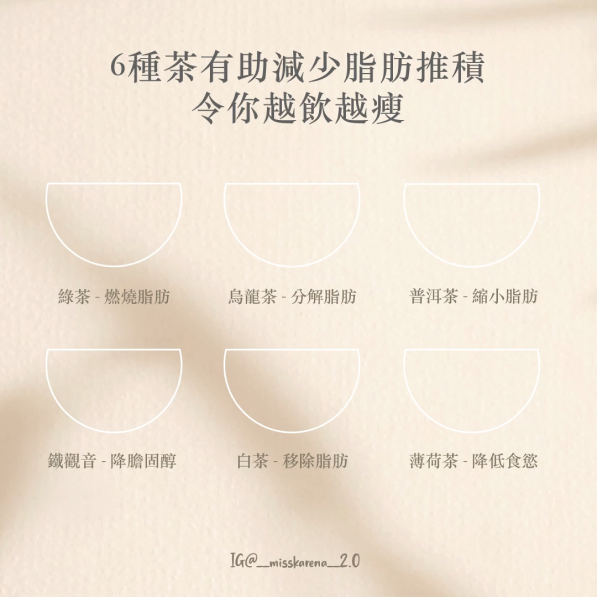 6種茶有助減少脂肪推積
令你越飲越瘦
綠茶 - 燃燒脂肪
烏龍茶 - 分解脂肪
普洱茶 - 縮小脂肪
鐵觀音 - 降膽固醇
白茶 - 移除脂肪
薄荷茶 - 降低食慾
IG@__misskarena__2.0